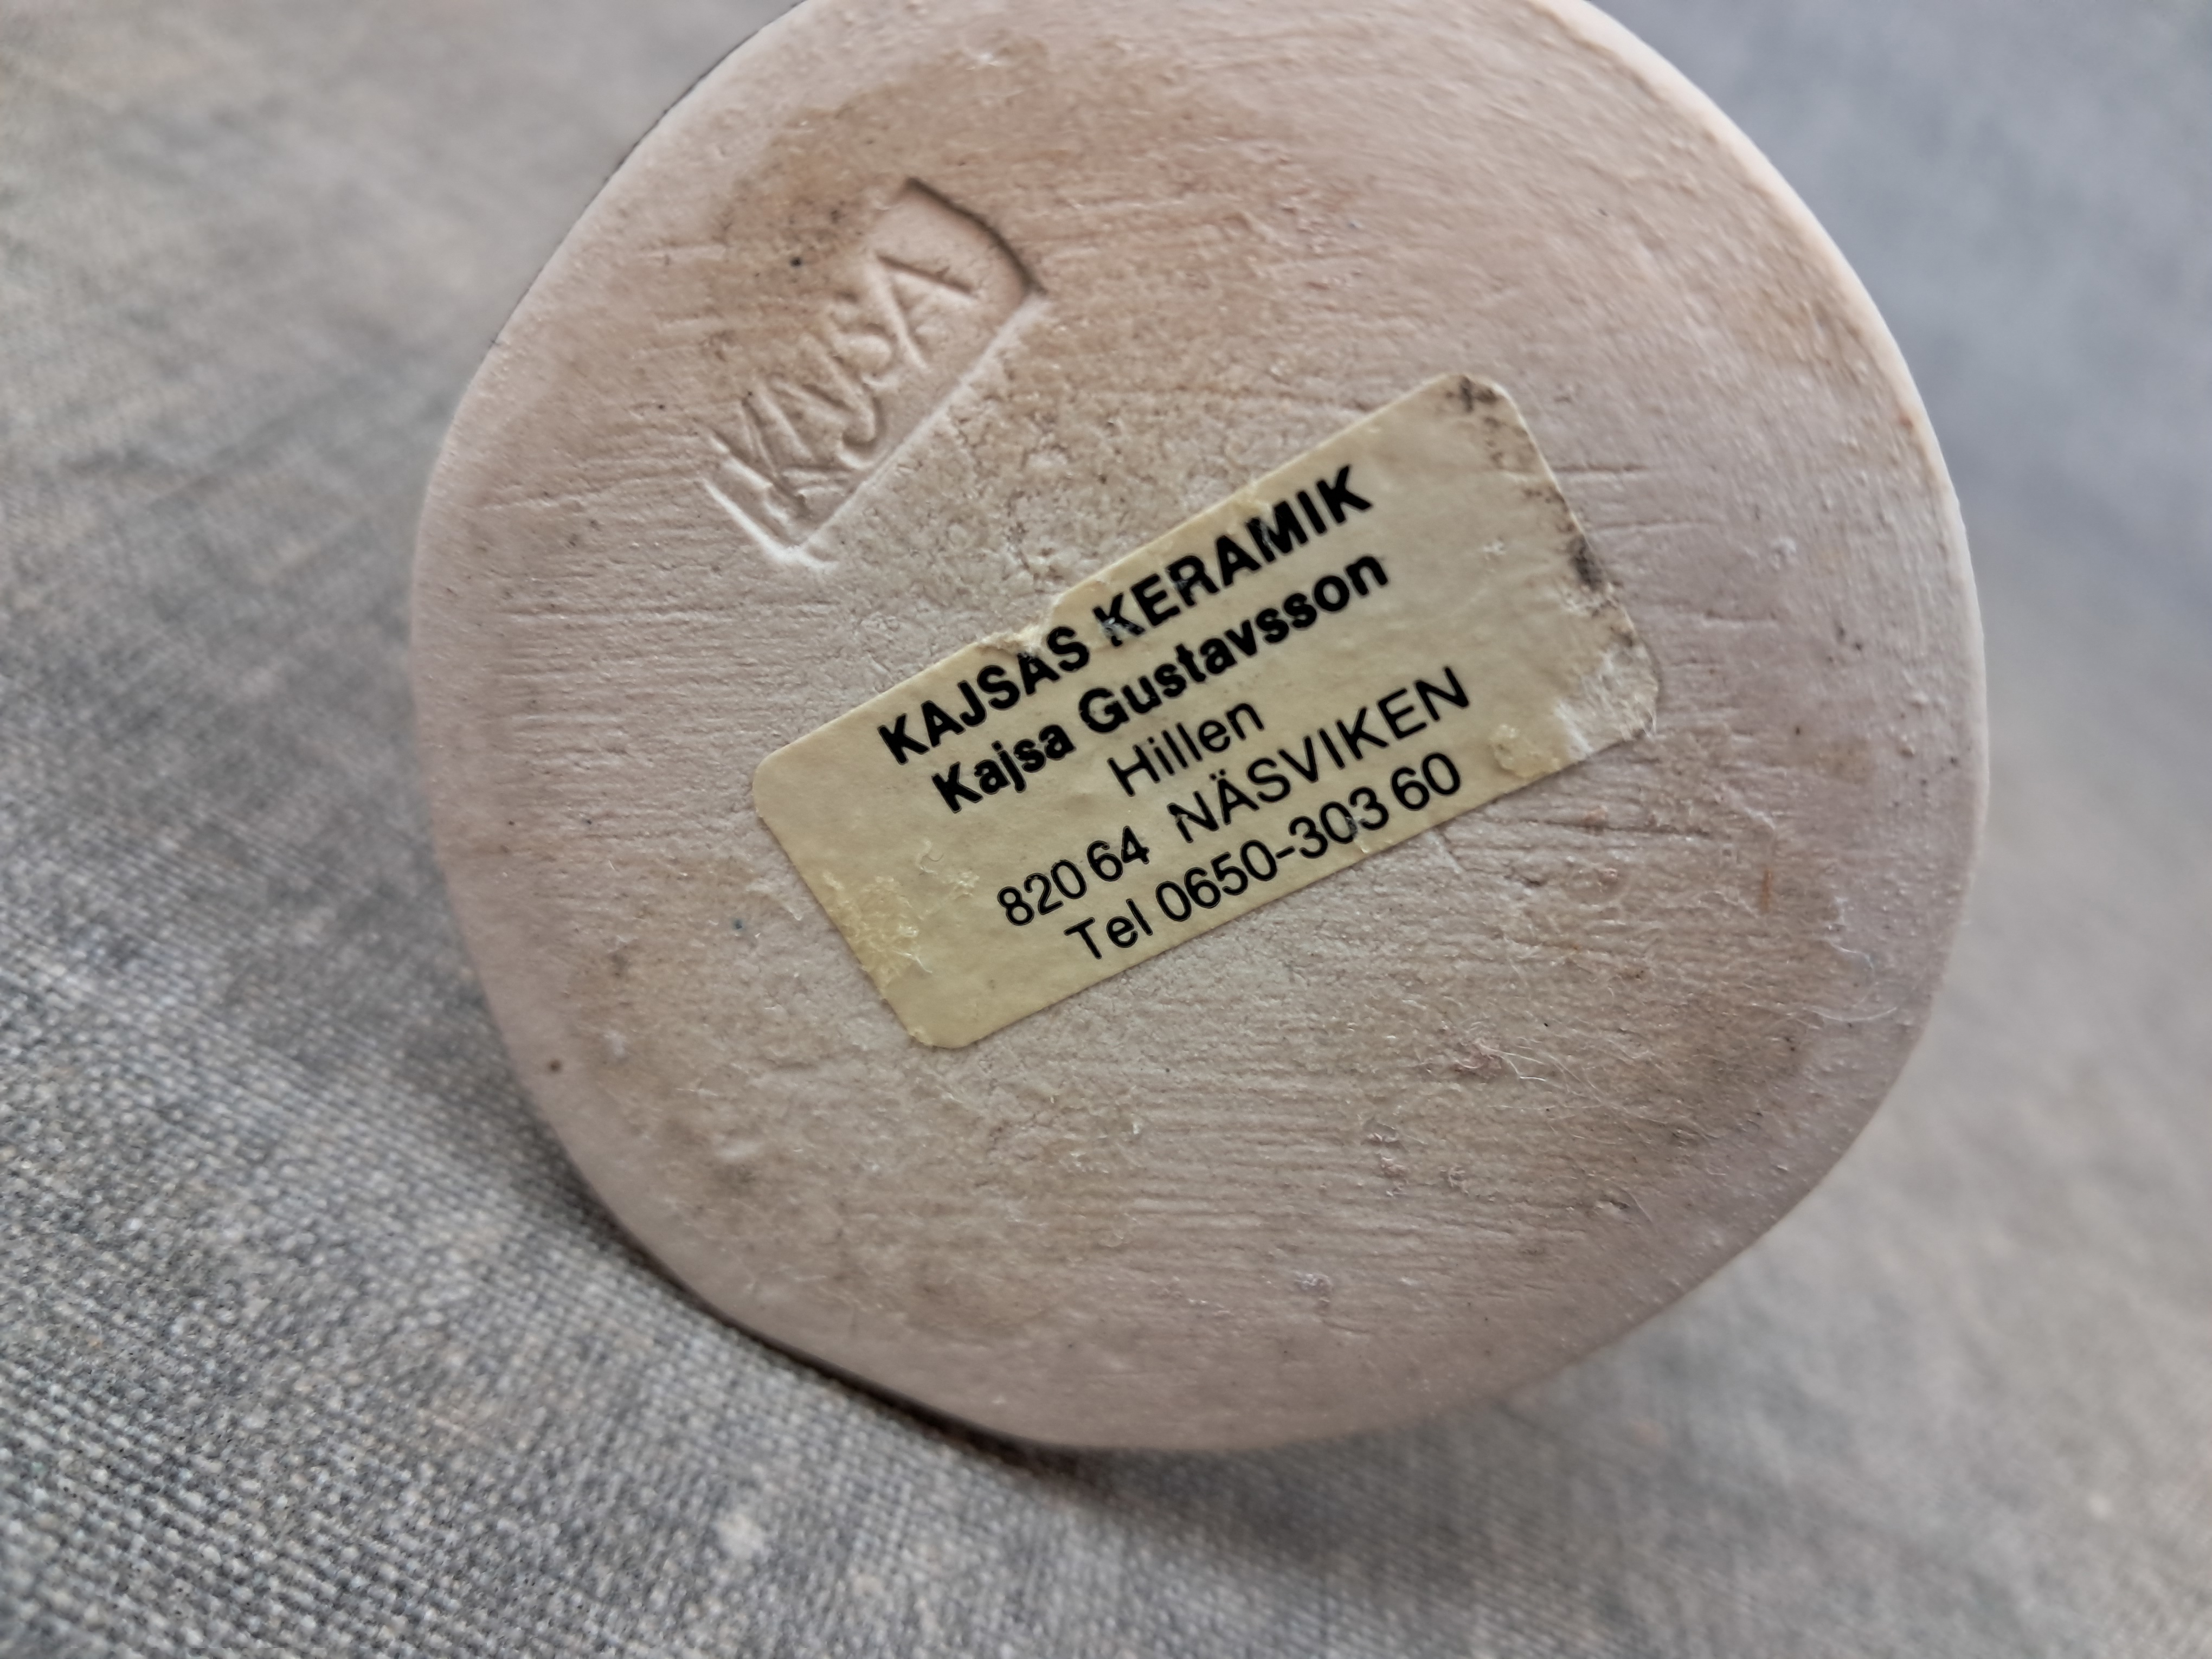 KAJSA
KAJSAS KERAMIK
Kajsa Gustavsson
Hillen
820 64 NÄSVIKEN
Tel 0650-303 60